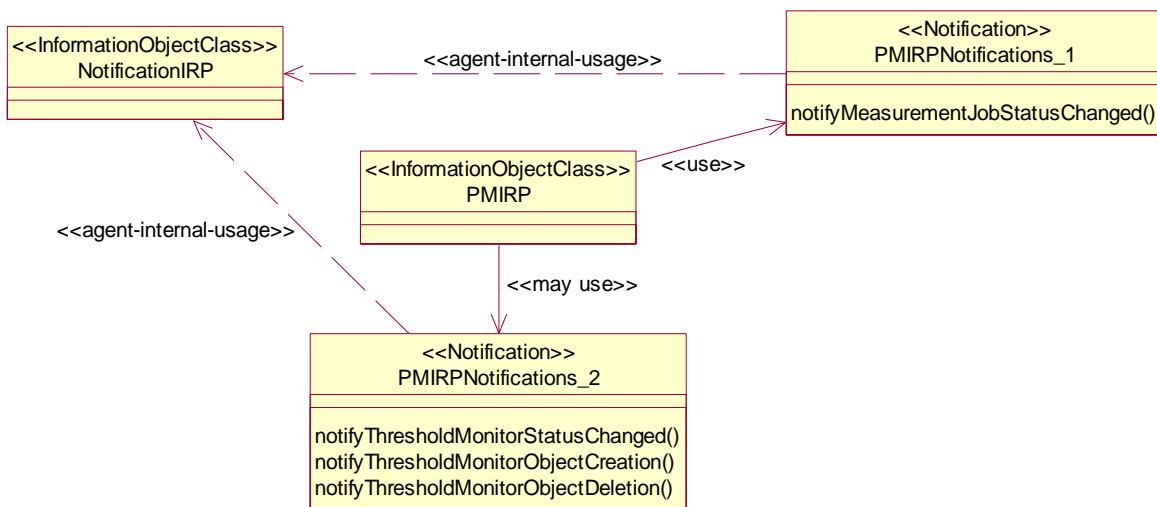 <<InformationObjectClass>>
NotificationIRP
<<agent-internal-usage>>
<<Notification>>
PMIRPNotifications_1
notifyMeasurementJobStatusChanged()
<<InformationObjectClass>>
PMIRP
<<use>>
<<agent-internal-usage>>
<<may use>>
<<Notification>>
PMIRPNotifications_2
notifyThresholdMonitorStatusChanged()
notifyThresholdMonitorObjectCreation()
notifyThresholdMonitorObjectDeletion()